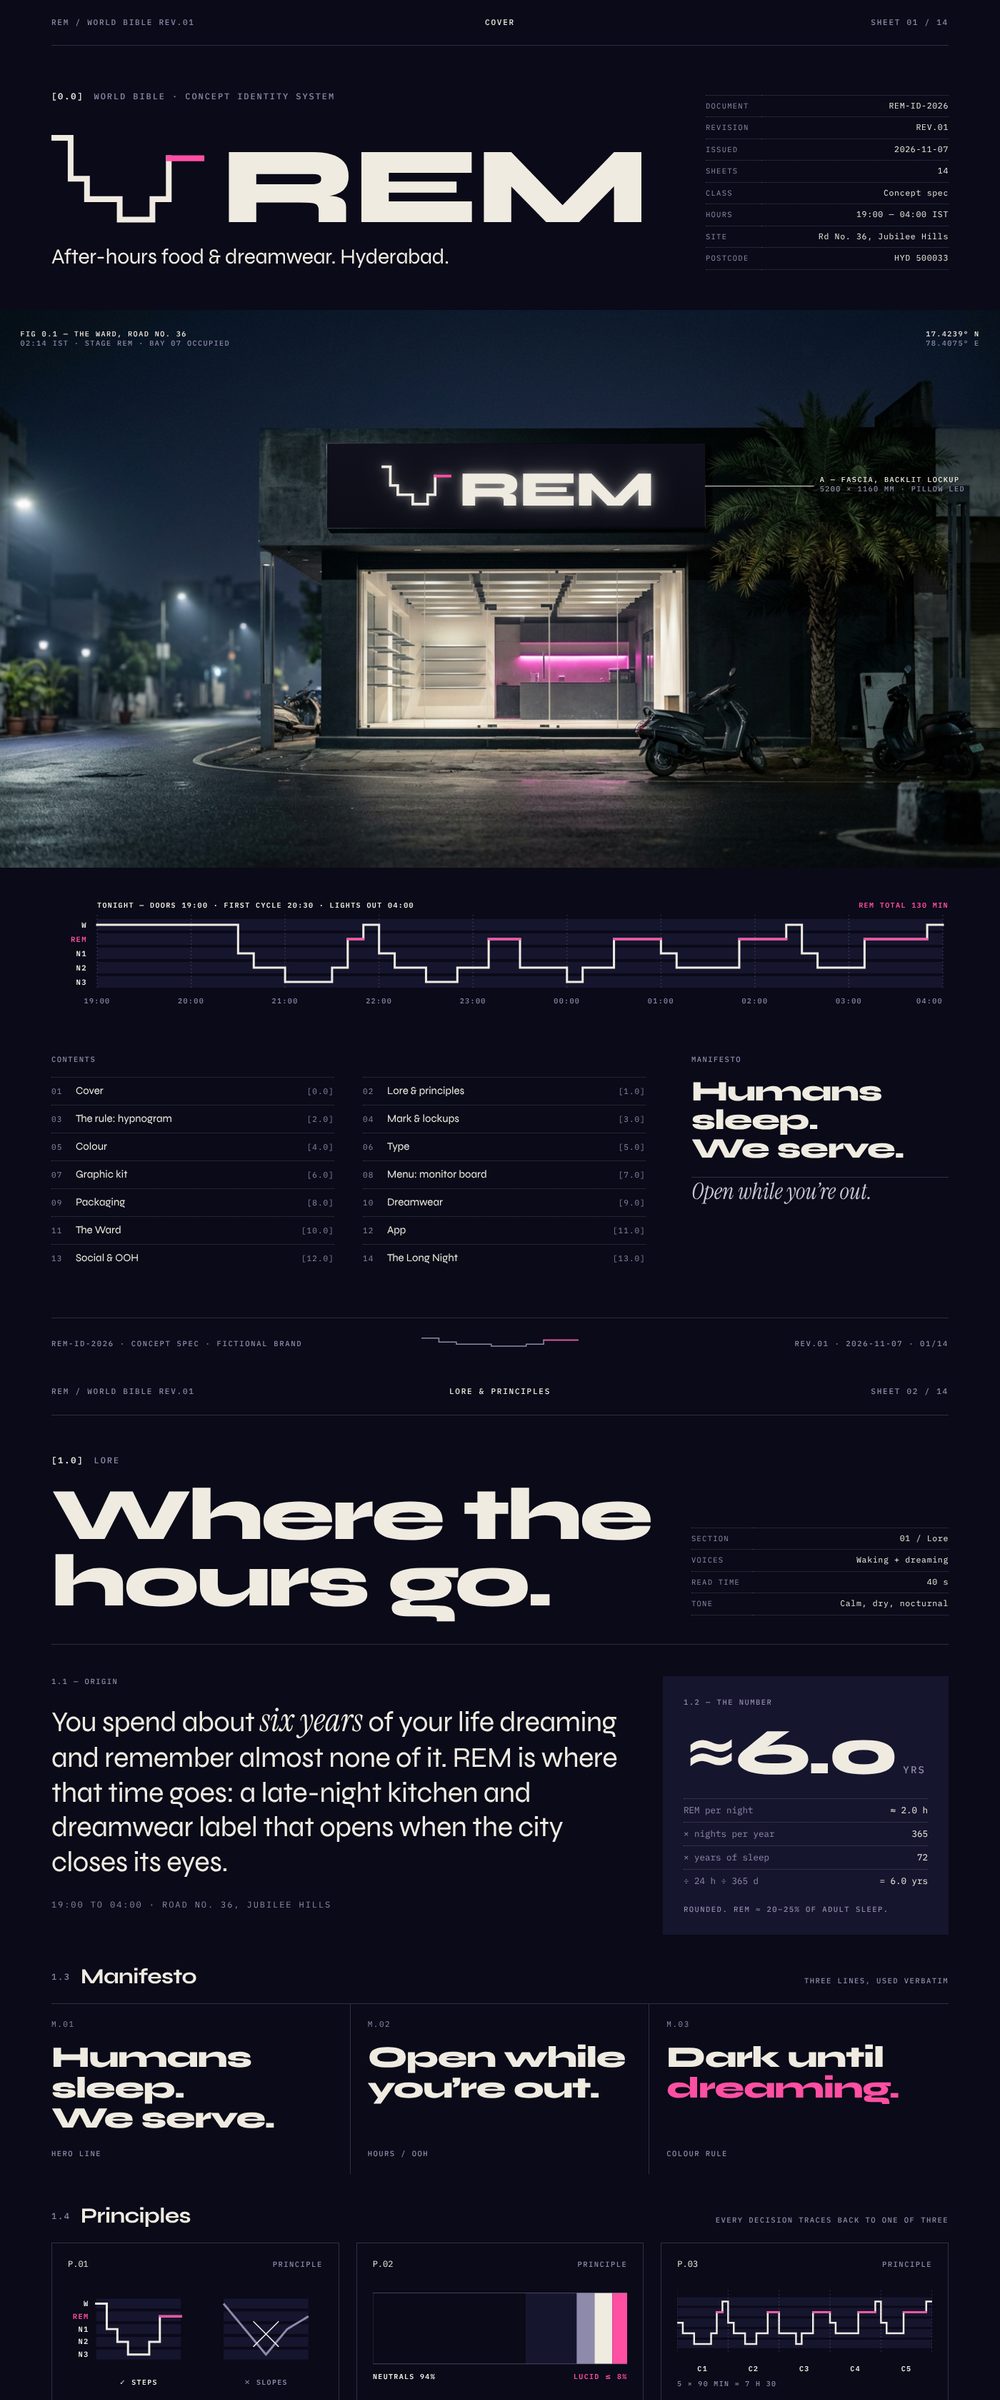 REM / WORLD BIBLE REV.01
COVER
SHEET 01 / 14
[0.0] WORLD BIBLE · CONCEPT IDENTITY SYSTEM
REM
After-hours food & dreamwear. Hyderabad.
DOCUMENT REM-ID-2026
REVISION REV.01
ISSUED 2026-11-07
SHEETS 14
CLASS Concept spec
HOURS 19:00 — 04:00 IST
SITE Rd No. 36, Jubilee Hills
POSTCODE HYD 500033
FIG 0.1 — THE WARD, ROAD NO. 36
02:14 IST · STAGE REM · BAY 07 OCCUPIED
17.4239° N
78.4075° E
REM
A — FASCIA, BACKLIT LOCKUP
5200 × 1160 MM · PILLOW LED
TONIGHT — DOORS 19:00 · FIRST CYCLE 20:30 · LIGHTS OUT 04:00
REM TOTAL 130 MIN
W
REM
N1
N2
N3
19:00 20:00 21:00 22:00 23:00 00:00 01:00 02:00 03:00 04:00
CONTENTS
01 Cover [0.0]
02 Lore & principles [1.0]
03 The rule: hypnogram [2.0]
04 Mark & lockups [3.0]
05 Colour [4.0]
06 Type [5.0]
07 Graphic kit [6.0]
08 Menu: monitor board [7.0]
09 Packaging [8.0]
10 Dreamwear [9.0]
11 The Ward [10.0]
12 App [11.0]
13 Social & OOH [12.0]
14 The Long Night [13.0]
MANIFESTO
Humans
sleep.
We serve.
Open while you're out.
REM-ID-2026 · CONCEPT SPEC · FICTIONAL BRAND
REV.01 · 2026-11-07 · 01/14
REM / WORLD BIBLE REV.01
LORE & PRINCIPLES
SHEET 02 / 14
[1.0] LORE
Where the
hours go.
SECTION 01 / Lore
VOICES Waking + dreaming
READ TIME 40 s
TONE Calm, dry, nocturnal
1.1 — ORIGIN
You spend about six years of your life dreaming
and remember almost none of it. REM is where
that time goes: a late-night kitchen and
dreamwear label that opens when the city
closes its eyes.
19:00 TO 04:00 · ROAD NO. 36, JUBILEE HILLS
1.2 — THE NUMBER
≈6.0 YRS
REM per night ≈ 2.0 h
× nights per year 365
× years of sleep 72
÷ 24 h ÷ 365 d = 6.0 yrs
ROUNDED. REM ≈ 20–25% OF ADULT SLEEP.
1.3 Manifesto
THREE LINES, USED VERBATIM
M.01
Humans
sleep.
We serve.
HERO LINE
M.02
Open while
you're out.
HOURS / OOH
M.03
Dark until
dreaming.
COLOUR RULE
1.4 Principles
EVERY DECISION TRACES BACK TO ONE OF THREE
P.01 PRINCIPLE
W
REM
N1
N2
N3
✓ STEPS
× SLOPES
P.02 PRINCIPLE
NEUTRALS 94%
LUCID ≤ 8%
P.03 PRINCIPLE
C1 C2 C3 C4 C5
5 × 90 MIN = 7 H 30